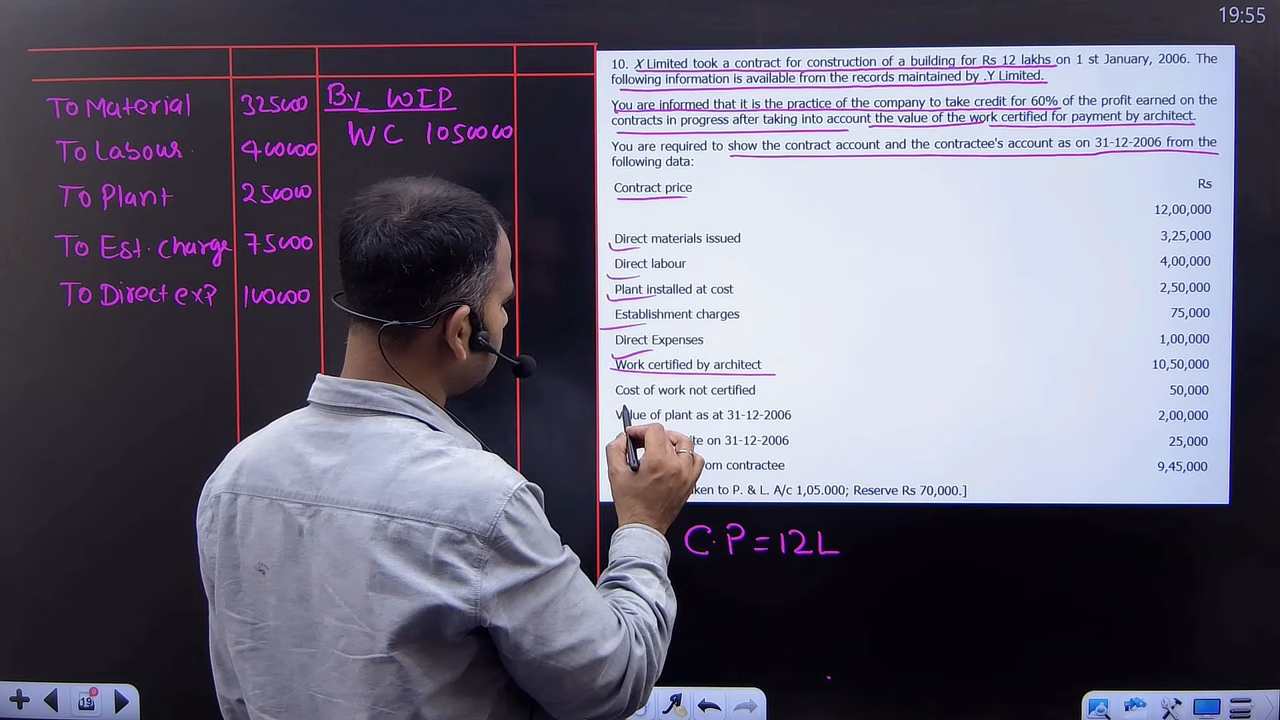 19:55
To Material 325000
To Labour 400000
To Plant 250000
To Est. charge 75000
To Direct exp 100000
By WIP
WC 1050000
10. X Limited took a contract for construction of a building for Rs 12 lakhs on 1 st January, 2006. The
following information is available from the records maintained by .Y Limited.
You are informed that it is the practice of the company to take credit for 60% of the profit earned on the
contracts in progress after taking into account the value of the work certified for payment by architect.
You are required to show the contract account and the contractee's account as on 31-12-2006 from the
following data:
Contract price Rs
12,00,000
Direct materials issued 3,25,000
Direct labour 4,00,000
Plant installed at cost 2,50,000
Establishment charges 75,000
Direct Expenses 1,00,000
Work certified by architect 10,50,000
Cost of work not certified 50,000
Value of plant as at 31-12-2006 2,00,000
on 31-12-2006 25,000
contractee 9,45,000
to P. & L. A/c 1,05.000; Reserve Rs 70,000.]
C.P = 12L
19